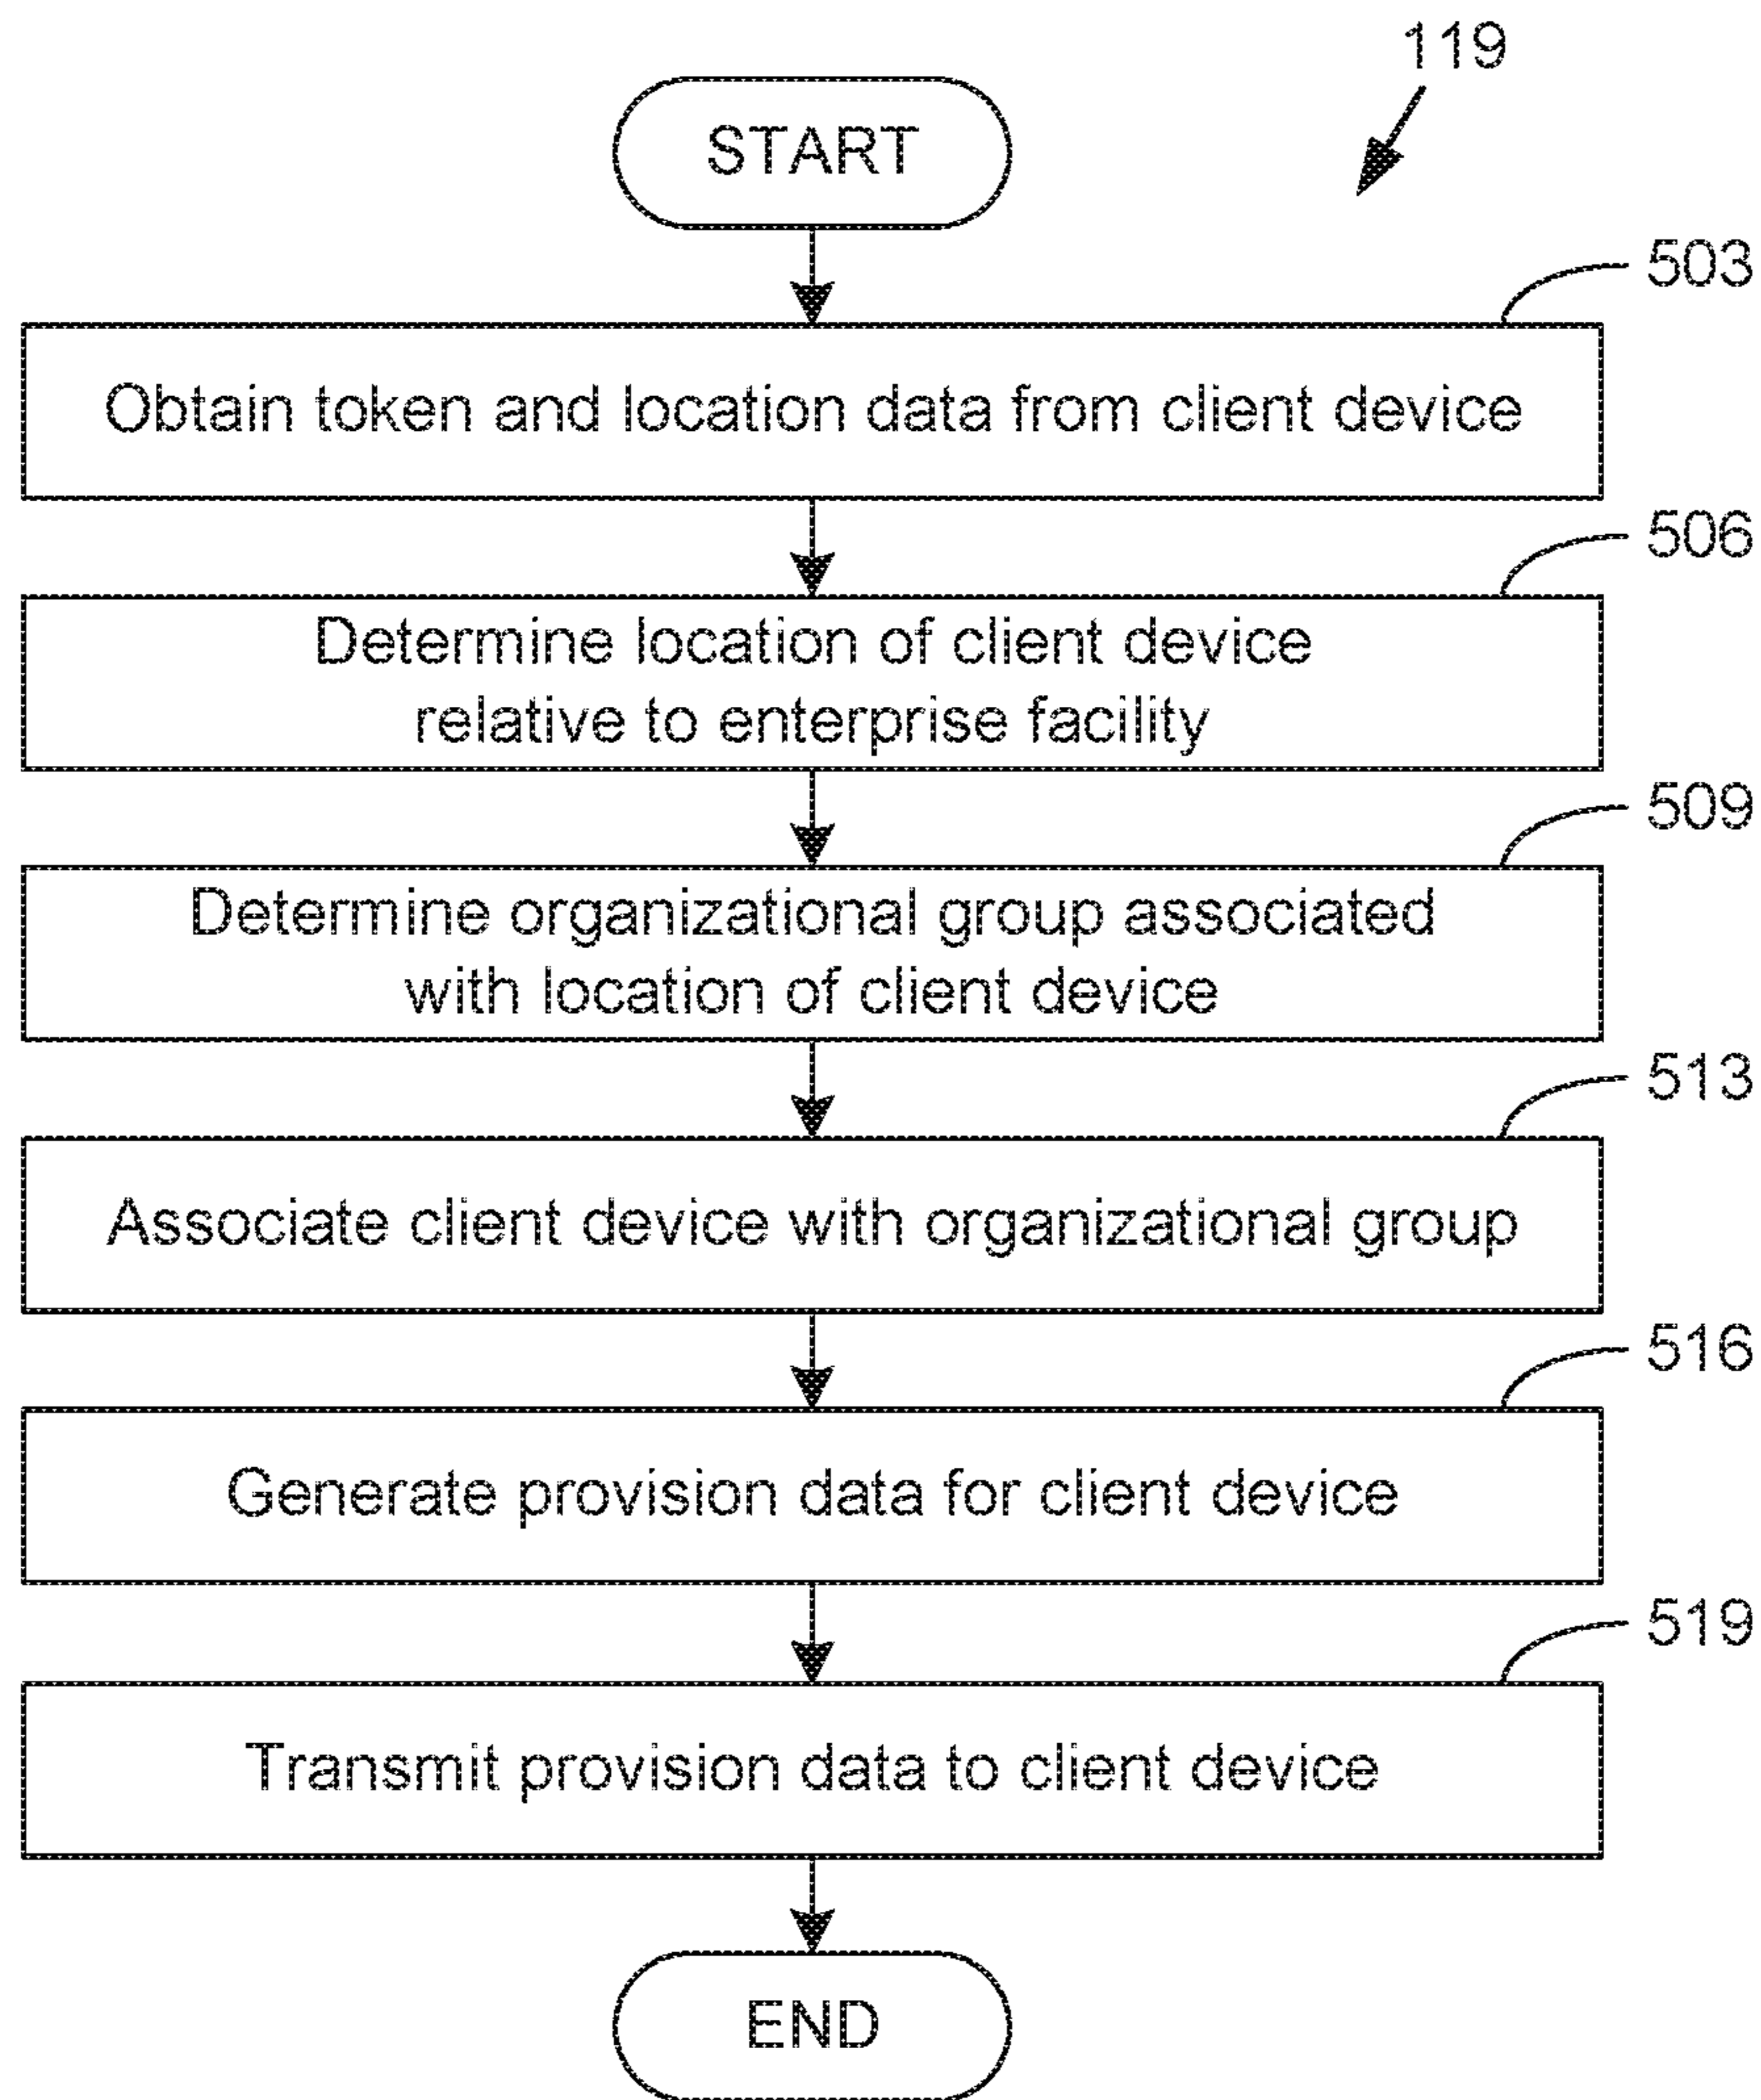 119
START
503
Obtain token and location data from client device
506
Determine location of client device
relative to enterprise facility
509
Determine organizational group associated
with location of client device
513
Associate client device with organizational group
516
Generate provision data for client device
519
Transmit provision data to client device
END